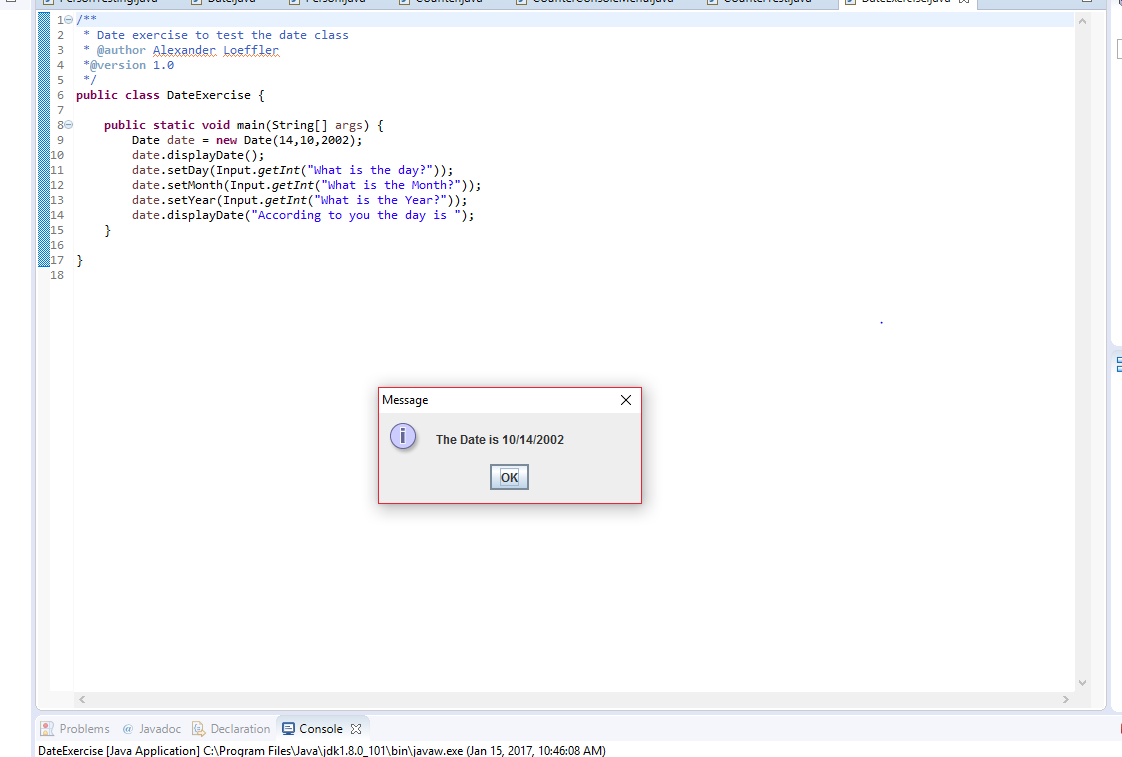 PersonTesting.java Date.java Person.java Counter.java CounterConsoleMenu.java CounterTest.java DateExercise.java
1 /**
2 * Date exercise to test the date class
3 * @author Alexander Loeffler
4 *@version 1.0
5 */
6 public class DateExercise {
7
8 public static void main(String[] args) {
9 Date date = new Date(14,10,2002);
10 date.displayDate();
11 date.setDay(Input.getInt("What is the day?"));
12 date.setMonth(Input.getInt("What is the Month?"));
13 date.setYear(Input.getInt("What is the Year?"));
14 date.displayDate("According to you the day is ");
15 }
16
17 }
18
Message
The Date is 10/14/2002
OK
Problems @ Javadoc Declaration Console
DateExercise [Java Application] C:\Program Files\Java\jdk1.8.0_101\bin\javaw.exe (Jan 15, 2017, 10:46:08 AM)